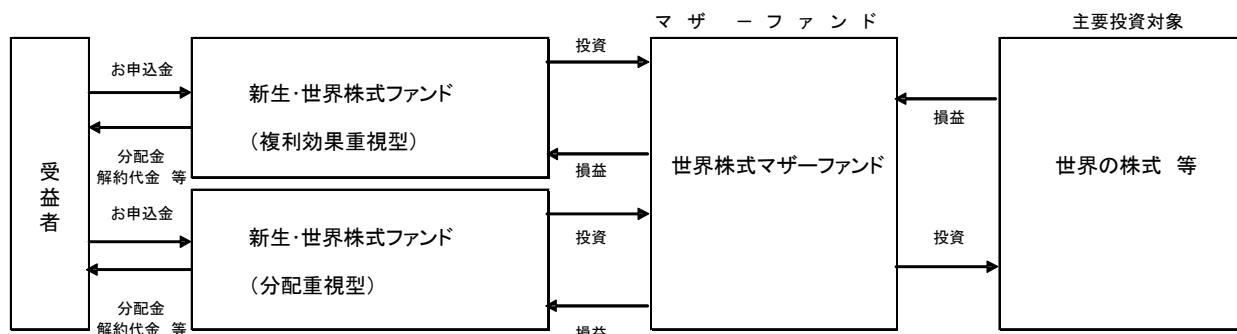 マザーファンド
主要投資対象
受益者
お申込金
分配金
解約代金 等
お申込金
分配金
解約代金 等
新生・世界株式ファンド
（複利効果重視型）
新生・世界株式ファンド
（分配重視型）
投資
損益
投資
損益
世界株式マザーファンド
損益
投資
世界の株式 等